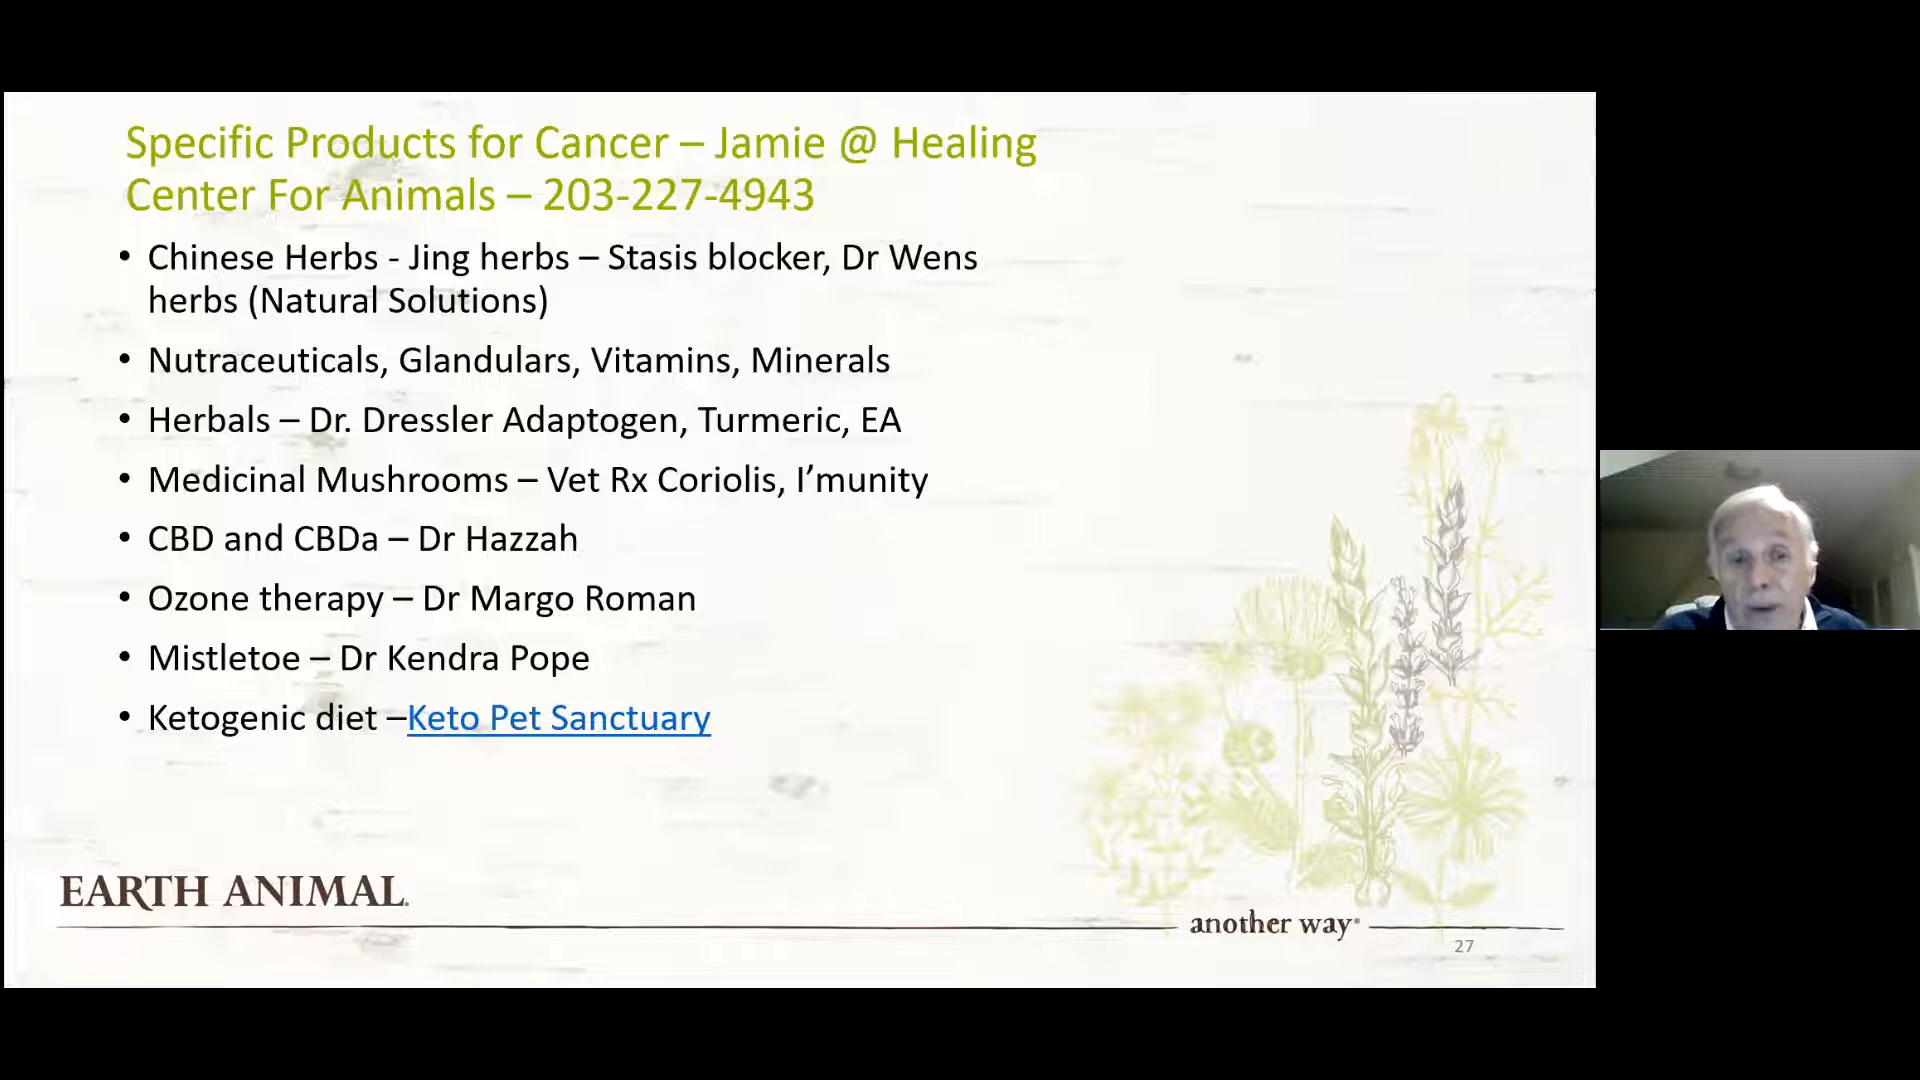 Specific Products for Cancer – Jamie @ Healing
Center For Animals – 203-227-4943
• Chinese Herbs - Jing herbs – Stasis blocker, Dr Wens
herbs (Natural Solutions)
• Nutraceuticals, Glandulars, Vitamins, Minerals
• Herbals – Dr. Dressler Adaptogen, Turmeric, EA
• Medicinal Mushrooms – Vet Rx Coriolis, I’munity
• CBD and CBDa – Dr Hazzah
• Ozone therapy – Dr Margo Roman
• Mistletoe – Dr Kendra Pope
• Ketogenic diet –Keto Pet Sanctuary
EARTH ANIMAL
another way®
27